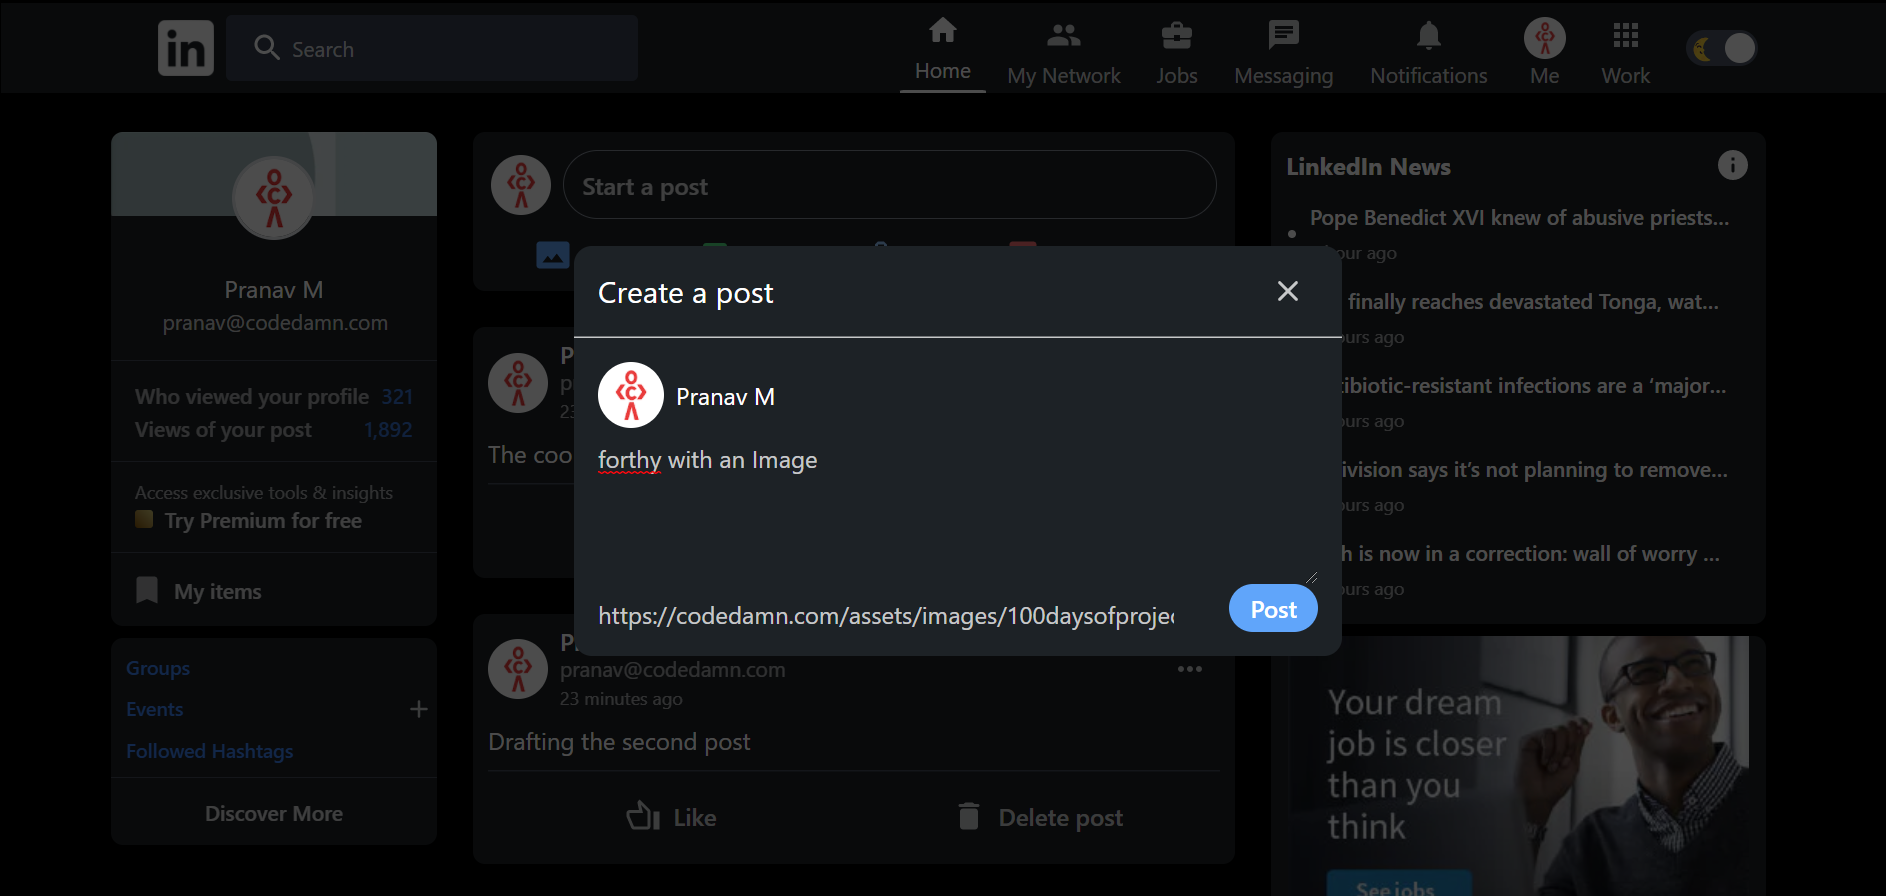 in
Search
Home
My Network
Jobs
Messaging
Notifications
Me
Work
Pranav M
pranav@codedamn.com
Who viewed your profile 321
Views of your post 1,892
Access exclusive tools & insights
Try Premium for free
My items
Groups
Events
Followed Hashtags
Discover More
Start a post
Create a post
Pranav M
forthy with an Image
https://codedamn.com/assets/images/100daysofprojec
Post
The coo
pranav@codedamn.com
23 minutes ago
Drafting the second post
Like
Delete post
LinkedIn News
Pope Benedict XVI knew of abusive priests...
our ago
finally reaches devastated Tonga, wat...
urs ago
tibiotic-resistant infections are a ‘major...
urs ago
ivision says it’s not planning to remove...
urs ago
h is now in a correction: wall of worry ...
urs ago
Your dream
job is closer
than you
think
See jobs